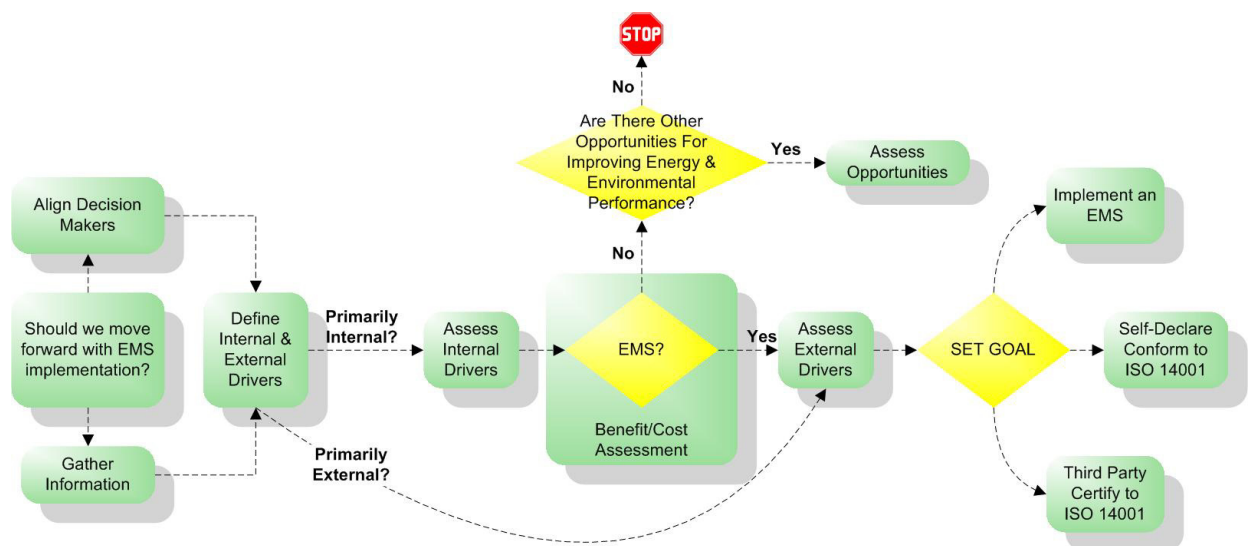 STOP
No
Are There Other
Opportunities For
Improving Energy &
Environmental
Performance?
Yes
Assess
Opportunities
Align Decision
Makers
Implement an
EMS
No
Should we move
forward with EMS
implementation?
Define
Internal &
External
Drivers
Primarily
Internal?
Assess
Internal
Drivers
EMS?
Benefit/Cost
Assessment
Yes
Assess
External
Drivers
SET GOAL
Self-Declare
Conform to
ISO 14001
Gather
Information
Primarily
External?
Third Party
Certify to
ISO 14001